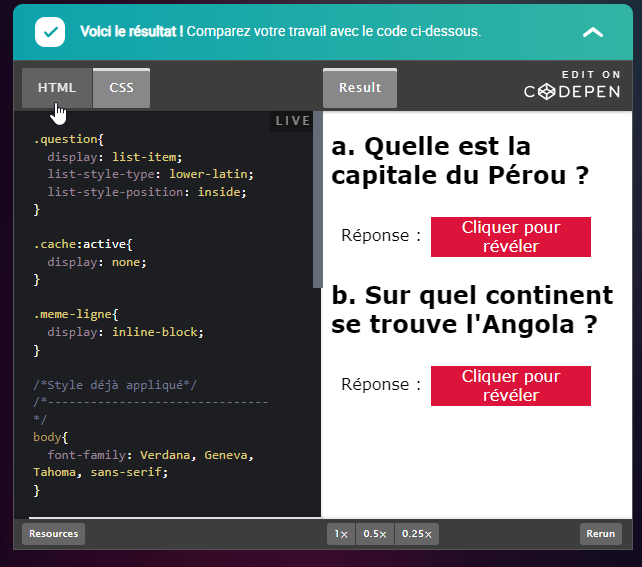 Voici le résultat ! Comparez votre travail avec le code ci-dessous.
HTML
CSS
Result
EDIT ON
CODEPEN
LIVE
.question{
  display: list-item;
  list-style-type: lower-latin;
  list-style-position: inside;
}
.cache:active{
  display: none;
}
.meme-ligne{
  display: inline-block;
}
/*Style déjà appliqué*/
/*-------------------------------
*/
body{
  font-family: Verdana, Geneva,
Tahoma, sans-serif;
}
a. Quelle est la
capitale du Pérou ?
Réponse :
Cliquer pour
révéler
b. Sur quel continent
se trouve l'Angola ?
Réponse :
Cliquer pour
révéler
Resources
1×
0.5×
0.25×
Rerun